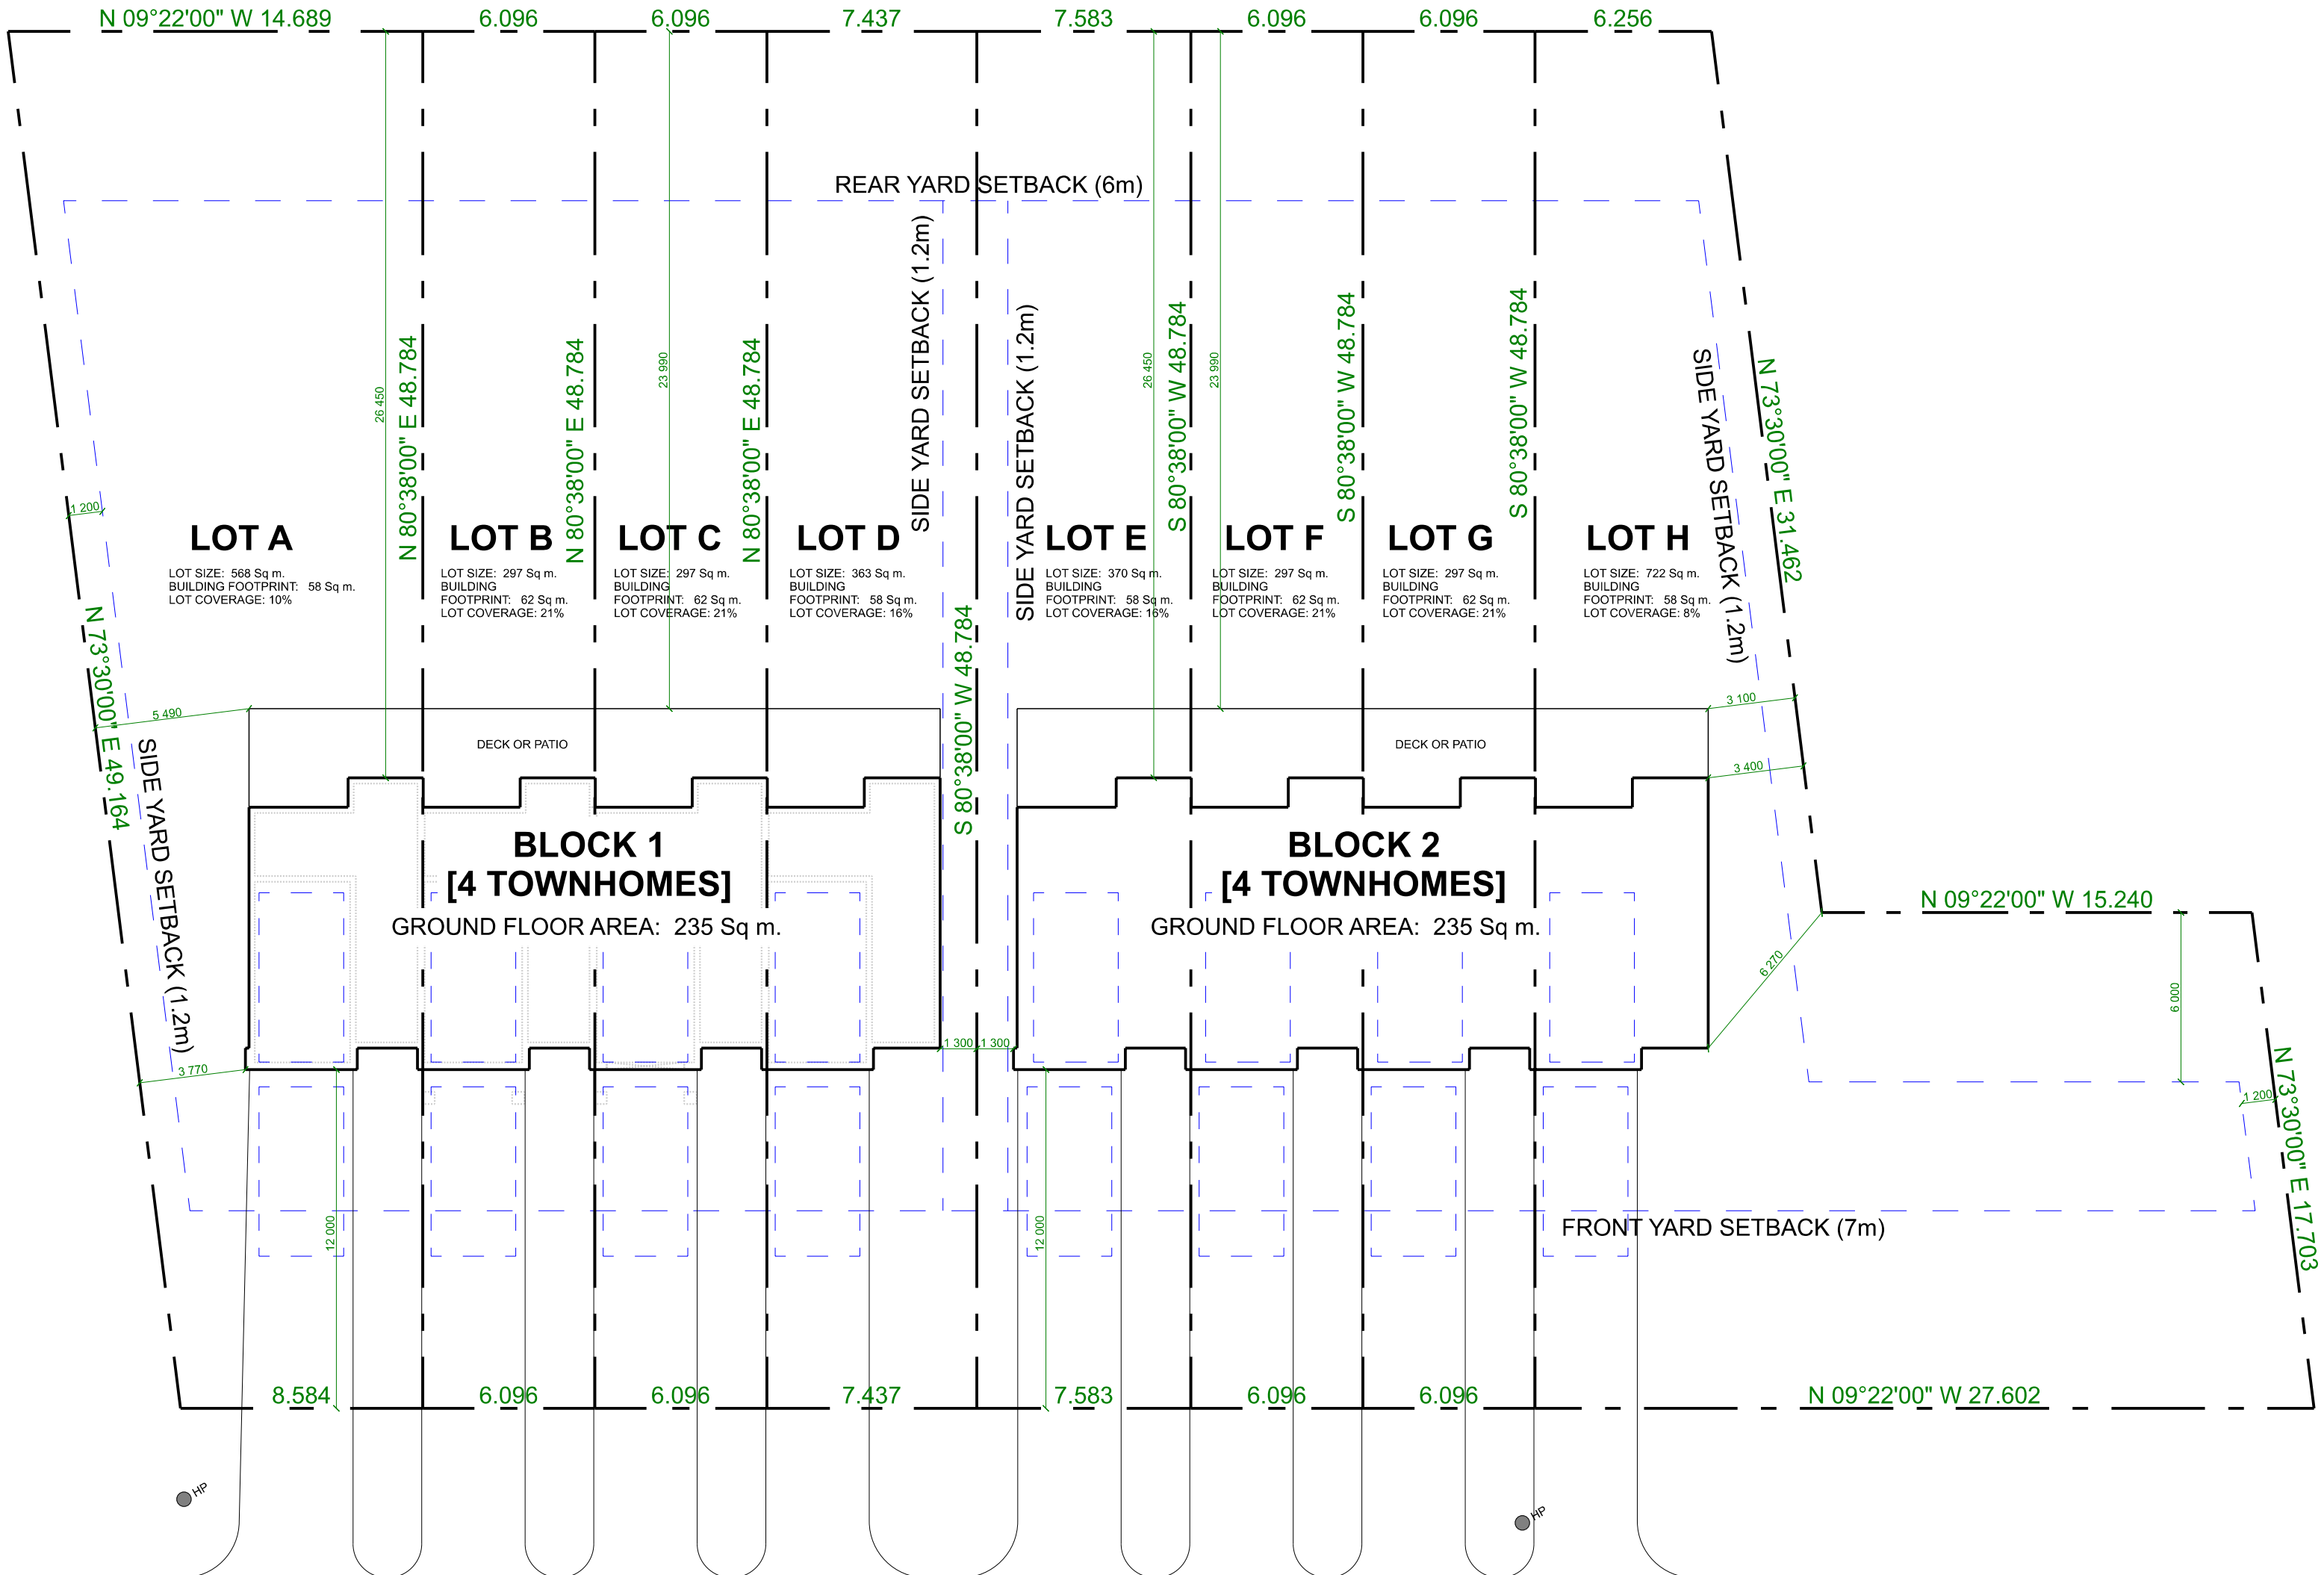 N 09°22'00" W 14.689
6.096
6.096
7.437
7.583
6.096
6.096
6.256
REAR YARD SETBACK (6m)
SIDE YARD SETBACK (1.2m)
SIDE YARD SETBACK (1.2m)
26 450
N 80°38'00" E 48.784
N 80°38'00" E 48.784
23 990
N 80°38'00" E 48.784
26 450
S 80°38'00" W 48.784
23 990
S 80°38'00" W 48.784
S 80°38'00" W 48.784
SIDE YARD SETBACK (1.2m)
N 73°30'00" E 31.462
1 200
LOT A
LOT SIZE: 568 Sq m.
BUILDING FOOTPRINT: 58 Sq m.
LOT COVERAGE: 10%
LOT B
LOT SIZE: 297 Sq m.
BUILDING
FOOTPRINT: 62 Sq m.
LOT COVERAGE: 21%
LOT C
LOT SIZE: 297 Sq m.
BUILDING
FOOTPRINT: 62 Sq m.
LOT COVERAGE: 21%
LOT D
LOT SIZE: 363 Sq m.
BUILDING
FOOTPRINT: 58 Sq m.
LOT COVERAGE: 16%
LOT E
LOT SIZE: 370 Sq m.
BUILDING
FOOTPRINT: 58 Sq m.
LOT COVERAGE: 16%
LOT F
LOT SIZE: 297 Sq m.
BUILDING
FOOTPRINT: 62 Sq m.
LOT COVERAGE: 21%
LOT G
LOT SIZE: 297 Sq m.
BUILDING
FOOTPRINT: 62 Sq m.
LOT COVERAGE: 21%
LOT H
LOT SIZE: 722 Sq m.
BUILDING
FOOTPRINT: 58 Sq m.
LOT COVERAGE: 8%
N 73°30'00" E 49.164
S 80°38'00" W 48.784
5 490
3 100
DECK OR PATIO
DECK OR PATIO
3 400
SIDE YARD SETBACK (1.2m)
BLOCK 1
[4 TOWNHOMES]
GROUND FLOOR AREA: 235 Sq m.
BLOCK 2
[4 TOWNHOMES]
GROUND FLOOR AREA: 235 Sq m.
N 09°22'00" W 15.240
6 270
6 000
1 300
1 300
3 770
1 200
N 73°30'00" E 17.703
12 000
12 000
FRONT YARD SETBACK (7m)
8.584
6.096
6.096
7.437
7.583
6.096
6.096
N 09°22'00" W 27.602
HP
HP